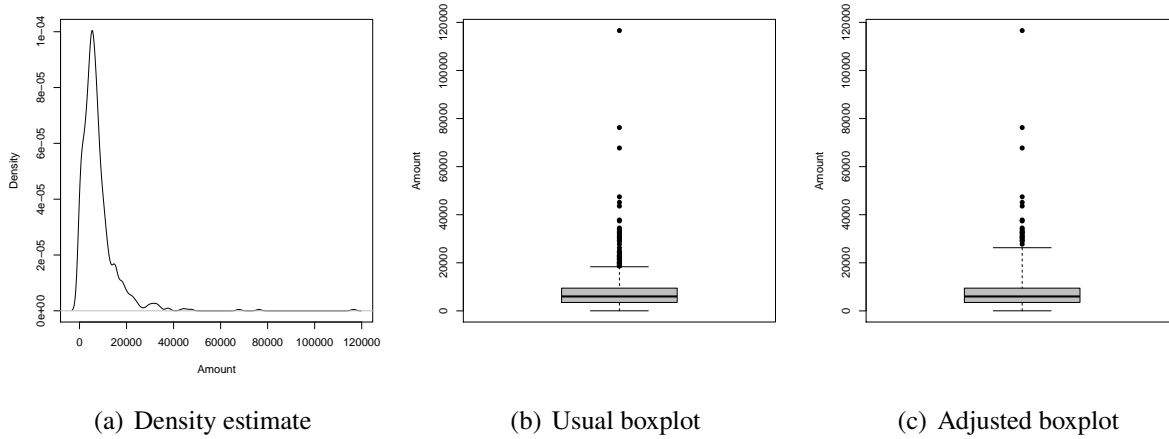 Density
1e−04
8e−05
6e−05
4e−05
2e−05
0e+00
0 20000 40000 60000 80000 100000 120000
Amount
(a) Density estimate
Amount
120000
100000
80000
60000
40000
20000
0
(b) Usual boxplot
Amount
120000
100000
80000
60000
40000
20000
0
(c) Adjusted boxplot